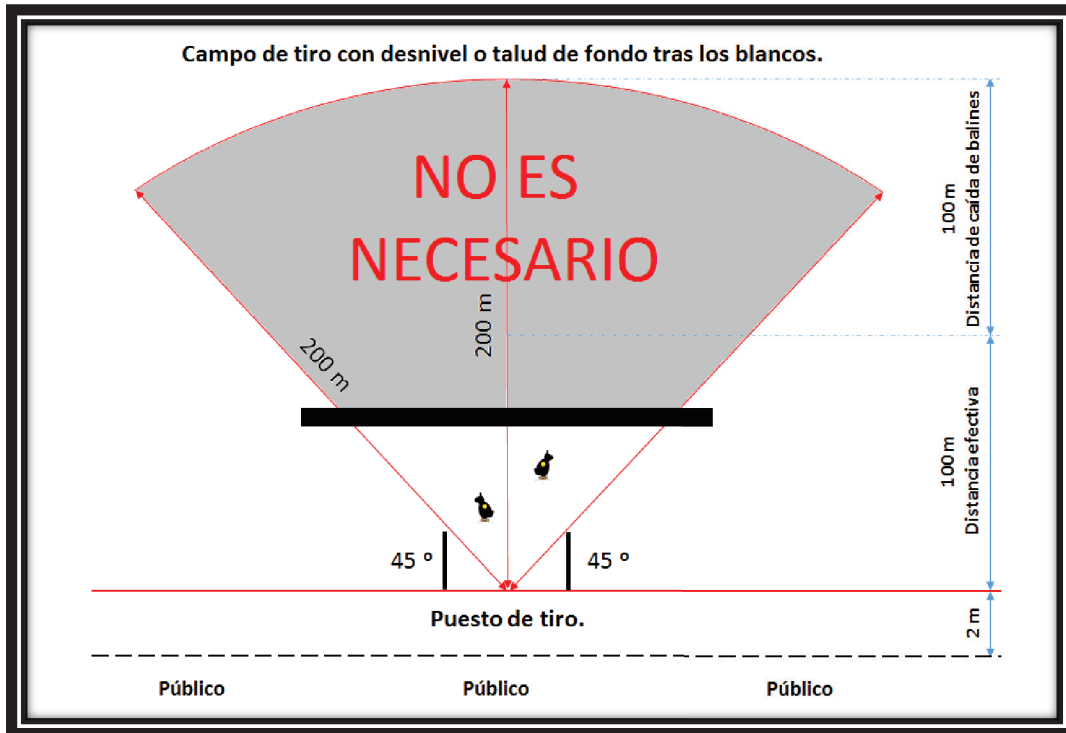 Campo de tiro con desnivel o talud de fondo tras los blancos.
NO ES
NECESARIO
200 m
200 m
100 m
Distancia de caída de balines
100 m
Distancia efectiva
45 º
45 º
Puesto de tiro.
2 m
Público
Público
Público